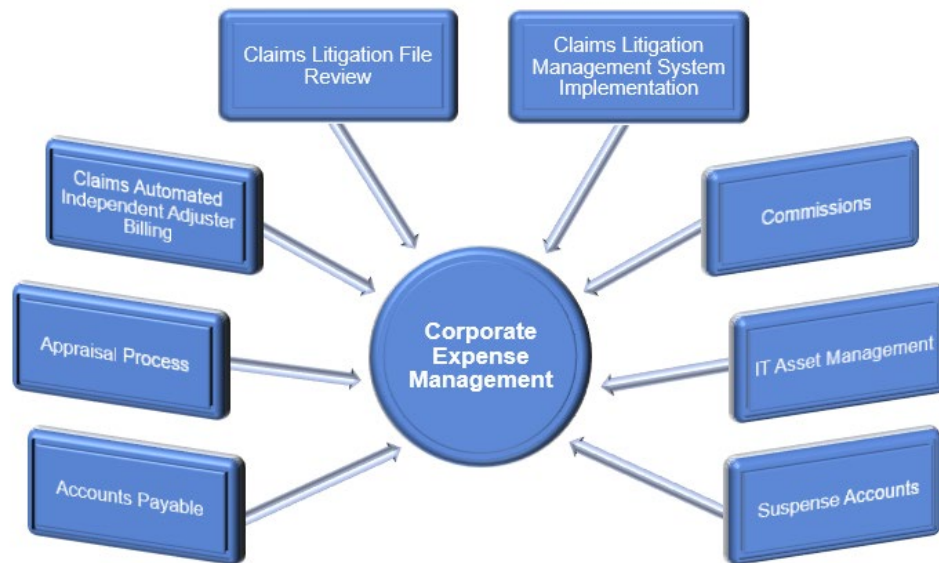 Claims Litigation File
Review
Claims Litigation
Management System
Implementation
Claims Automated
Independent Adjuster
Billing
Commissions
Corporate
Expense
Management
Appraisal Process
IT Asset Management
Accounts Payable
Suspense Accounts